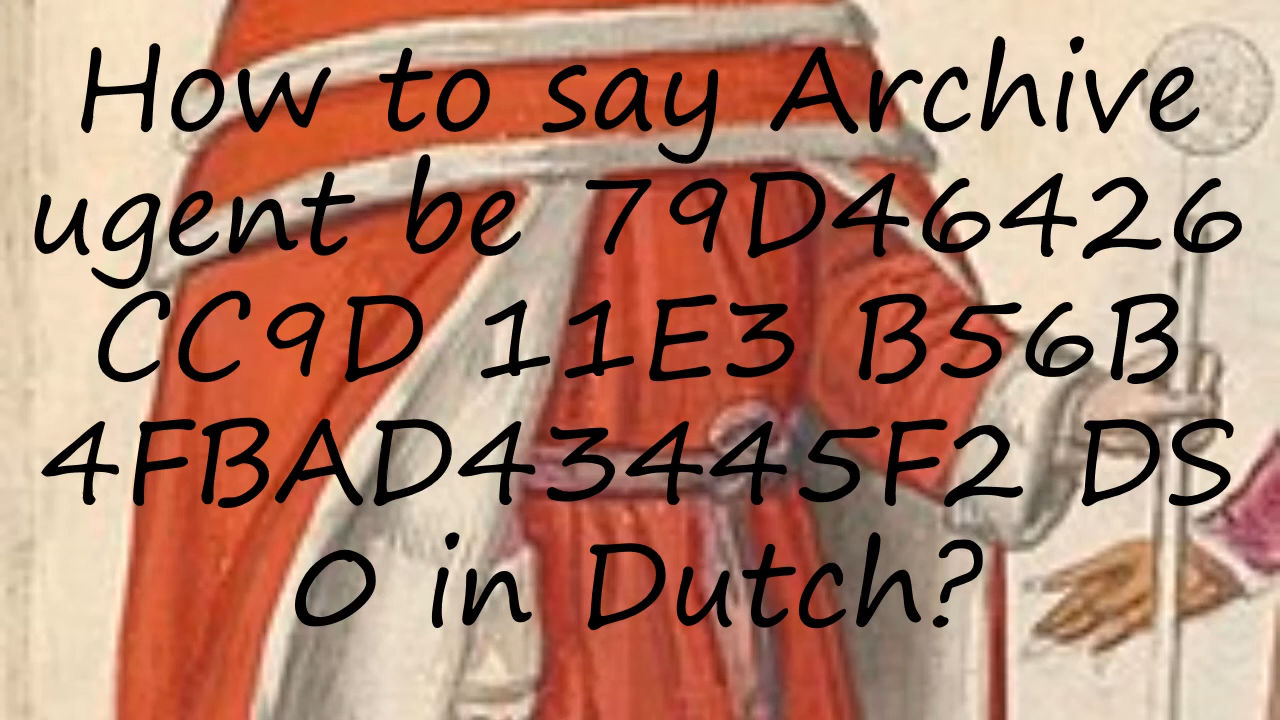 How to say Archive
ugent be 79D46426
CC9D 11E3 B56B
4FBAD43445F2 DS
0 in Dutch?